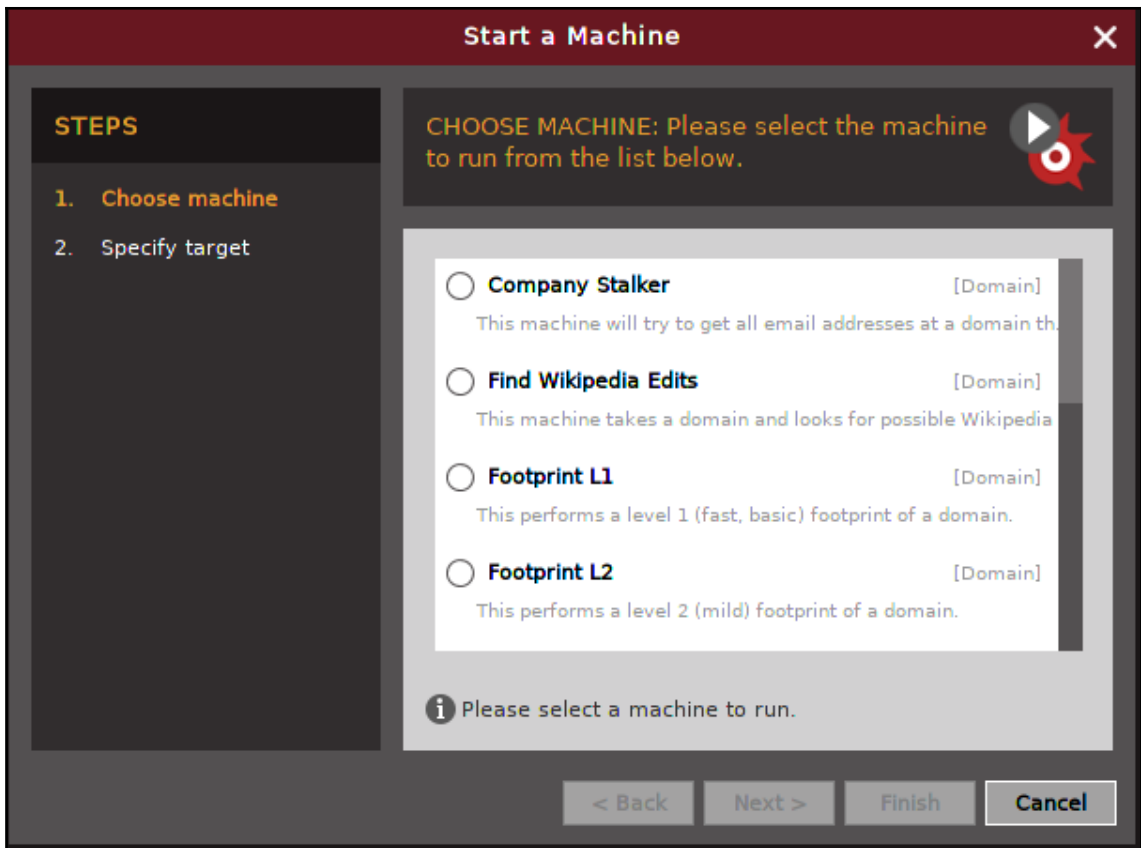 Start a Machine
STEPS
1. Choose machine
2. Specify target
CHOOSE MACHINE: Please select the machine
to run from the list below.
Company Stalker [Domain]
This machine will try to get all email addresses at a domain th.
Find Wikipedia Edits [Domain]
This machine takes a domain and looks for possible Wikipedia
Footprint L1 [Domain]
This performs a level 1 (fast, basic) footprint of a domain.
Footprint L2 [Domain]
This performs a level 2 (mild) footprint of a domain.
Please select a machine to run.
< Back Next > Finish Cancel